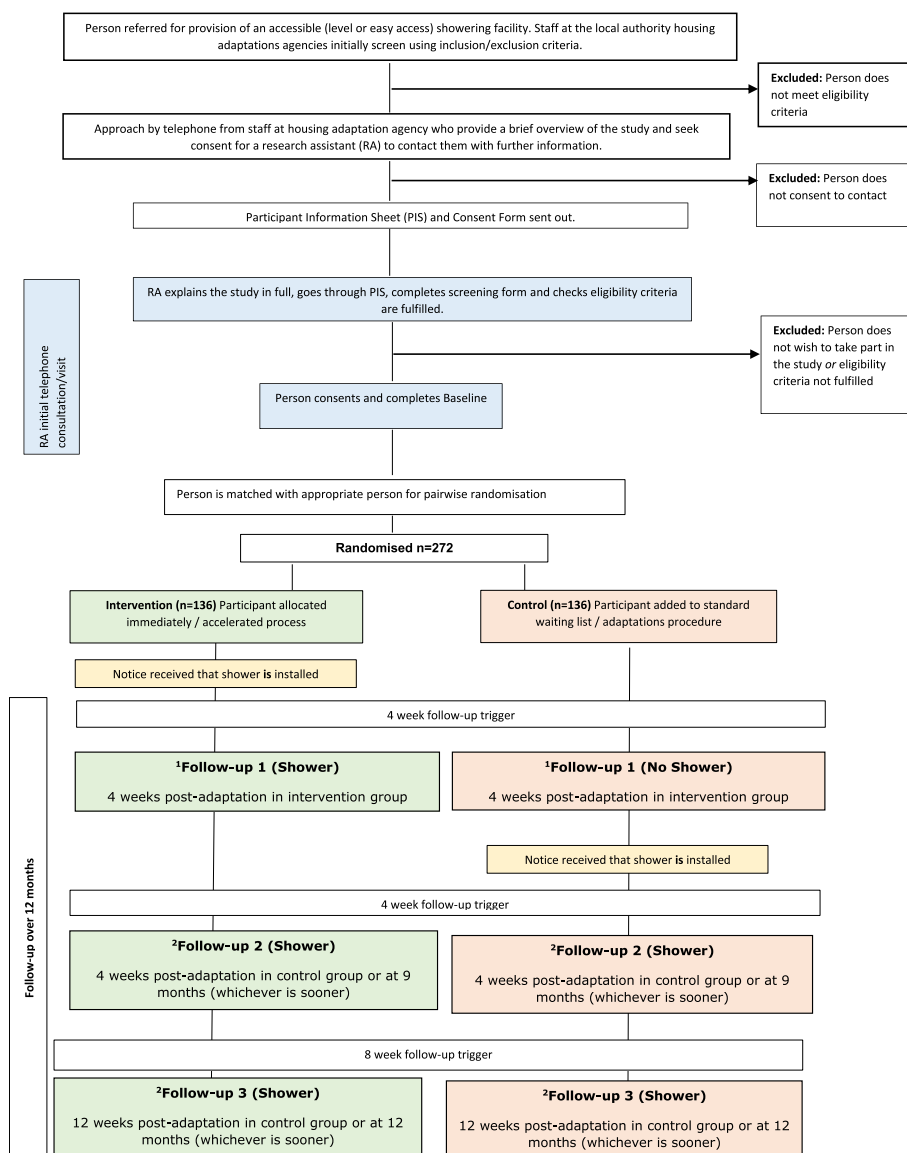 Person referred for provision of an accessible (level or easy access) showering facility. Staff at the local authority housing
adaptations agencies initially screen using inclusion/exclusion criteria.
Excluded: Person does
not meet eligibility
criteria
Approach by telephone from staff at housing adaptation agency who provide a brief overview of the study and seek
consent for a research assistant (RA) to contact them with further information.
Excluded: Person does
not consent to contact
Participant Information Sheet (PIS) and Consent Form sent out.
RA initial telephone
consultation/visit
RA explains the study in full, goes through PIS, completes screening form and checks eligibility criteria
are fulfilled.
Excluded: Person does
not wish to take part in
the study or eligibility
criteria not fulfilled
Person consents and completes Baseline
Person is matched with appropriate person for pairwise randomisation
Randomised n=272
Intervention (n=136) Participant allocated
immediately / accelerated process
Control (n=136) Participant added to standard
waiting list / adaptations procedure
Notice received that shower is installed
Follow-up over 12 months
4 week follow-up trigger
¹Follow-up 1 (Shower)
4 weeks post-adaptation in intervention group
¹Follow-up 1 (No Shower)
4 weeks post-adaptation in intervention group
Notice received that shower is installed
4 week follow-up trigger
²Follow-up 2 (Shower)
4 weeks post-adaptation in control group or at 9
months (whichever is sooner)
²Follow-up 2 (Shower)
4 weeks post-adaptation in control group or at 9
months (whichever is sooner)
8 week follow-up trigger
²Follow-up 3 (Shower)
12 weeks post-adaptation in control group or at 12
months (whichever is sooner)
²Follow-up 3 (Shower)
12 weeks post-adaptation in control group or at 12
months (whichever is sooner)